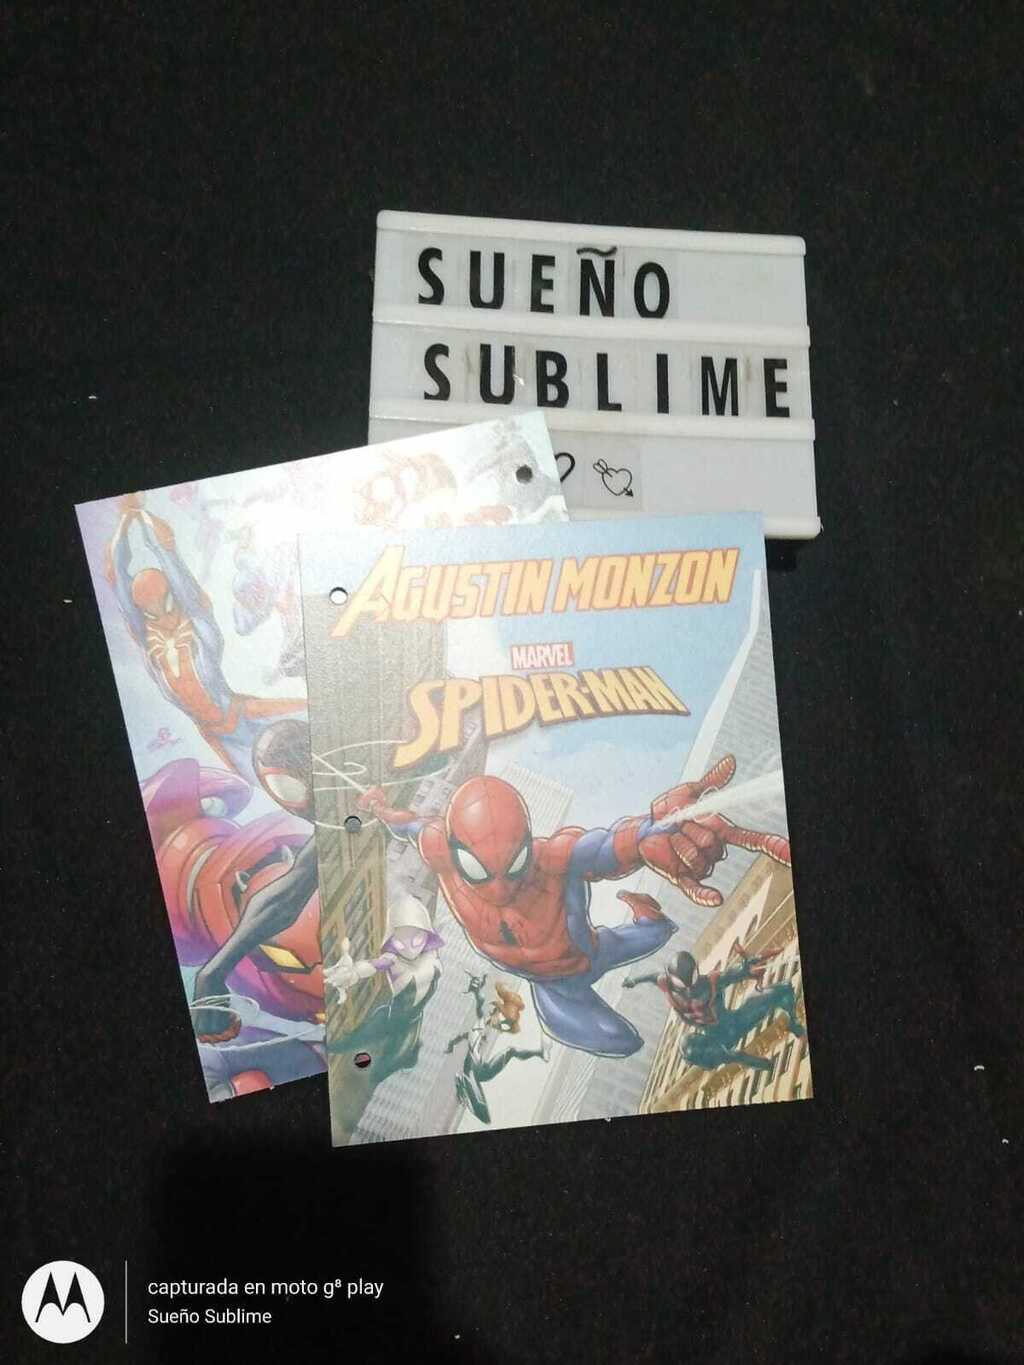 SUEÑO
SUBLIME
AGUSTIN MONZON
MARVEL
SPIDER-MAN
capturada en moto g⁸ play
Sueño Sublime